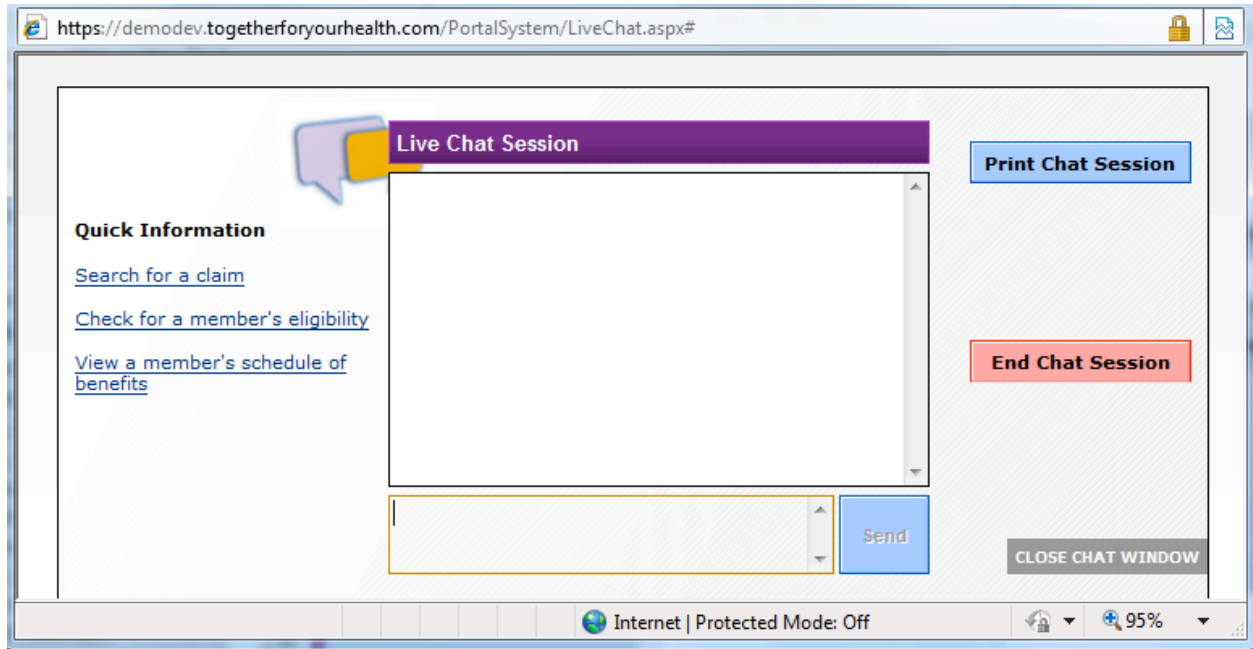 https://demodev.togetherforyourhealth.com/PortalSystem/LiveChat.aspx#
Live Chat Session
Print Chat Session
Quick Information
Search for a claim
Check for a member's eligibility
View a member's schedule of
benefits
End Chat Session
Send
CLOSE CHAT WINDOW
Internet | Protected Mode: Off
95%